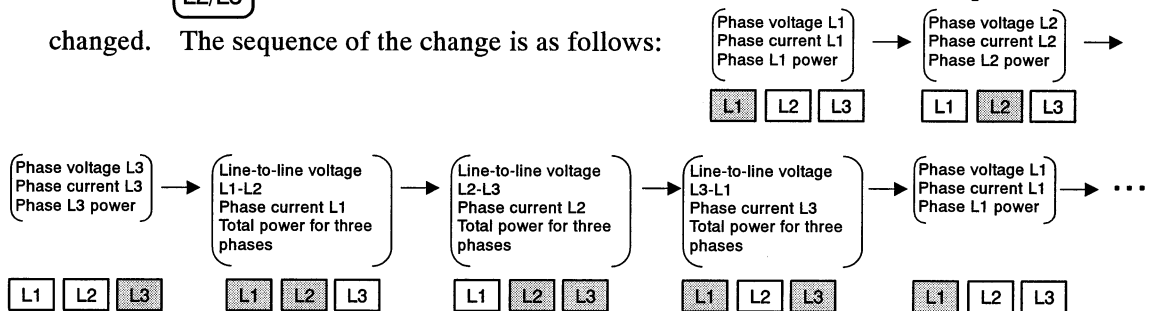 changed. The sequence of the change is as follows:
Phase voltage L1
Phase current L1
Phase L1 power
L1 L2 L3
Phase voltage L2
Phase current L2
Phase L2 power
L1 L2 L3
Phase voltage L3
Phase current L3
Phase L3 power
L1 L2 L3
Line-to-line voltage
L1-L2
Phase current L1
Total power for three
phases
L1 L2 L3
Line-to-line voltage
L2-L3
Phase current L2
Total power for three
phases
L1 L2 L3
Line-to-line voltage
L3-L1
Phase current L3
Total power for three
phases
L1 L2 L3
Phase voltage L1
Phase current L1
Phase L1 power
L1 L2 L3
...